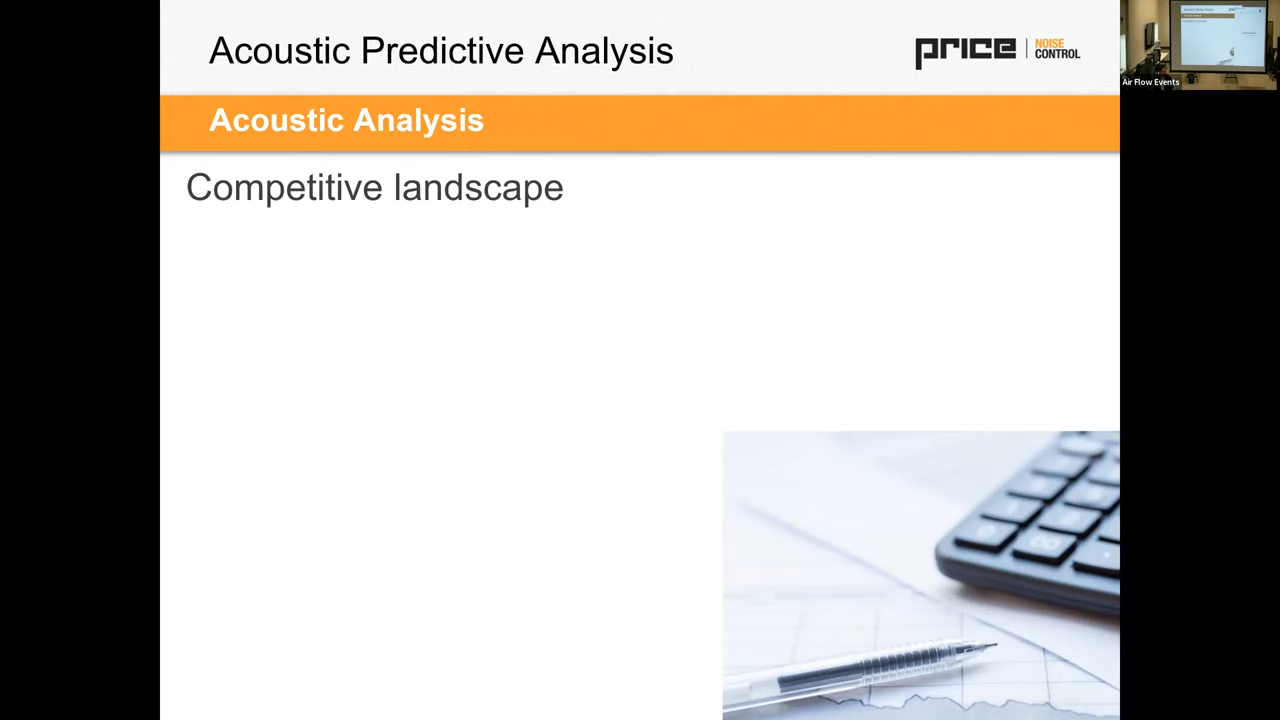 Acoustic Predictive Analysis
price | NOISE CONTROL
Acoustic Analysis
Competitive landscape
Air Flow Events